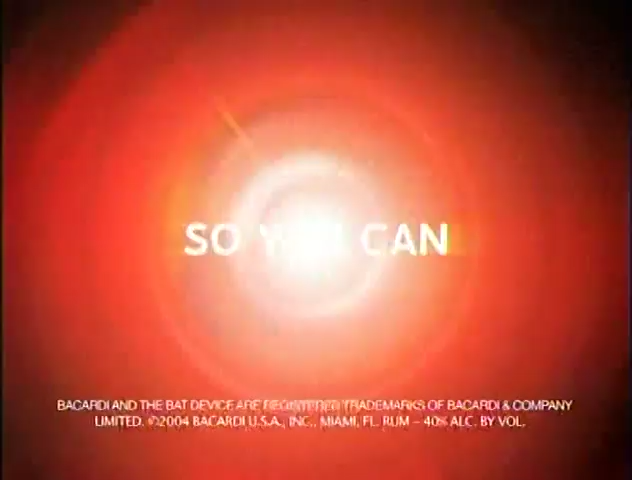 SO YOU CAN
BACARDI AND THE BAT DEVICE ARE REGISTERED TRADEMARKS OF BACARDI & COMPANY
LIMITED. ©2004 BACARDI U.S.A., INC., MIAMI, FL. RUM – 40% ALC. BY VOL.